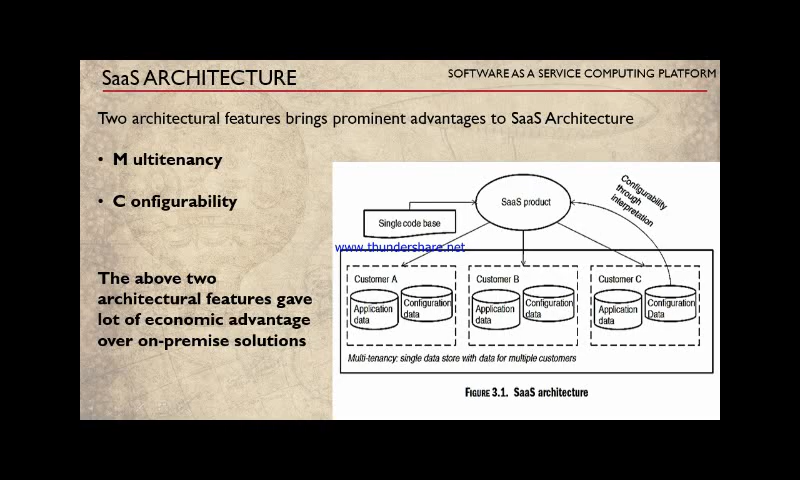 SaaS ARCHITECTURE
SOFTWARE AS A SERVICE COMPUTING PLATFORM
Two architectural features brings prominent advantages to SaaS Architecture
• M ultitenancy
• C onfigurability
The above two
architectural features gave
lot of economic advantage
over on-premise solutions
SaaS product
Configurability
through
interpretation
Single code base
www.thundershare.net
Customer A
Application
data
Configuration
data
Customer B
Application
data
Configuration
data
Customer C
Application
data
Configuration
Data
Multi-tenancy: single data store with data for multiple customers
FIGURE 3.1. SaaS architecture